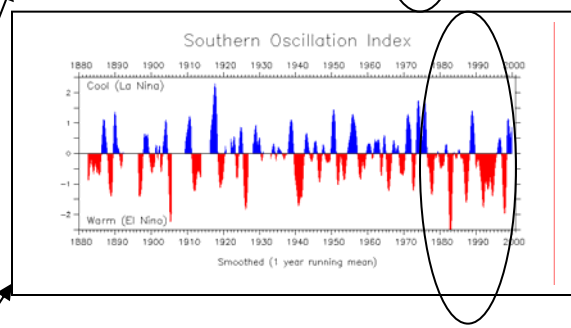 Southern Oscillation Index
1880 1890 1900 1910 1920 1930 1940 1950 1960 1970 1980 1990 2000
Cool (La Nina)
2
1
0
-1
-2
Warm (El Nino)
1880 1890 1900 1910 1920 1930 1940 1950 1960 1970 1980 1990 2000
Smoothed (1 year running mean)